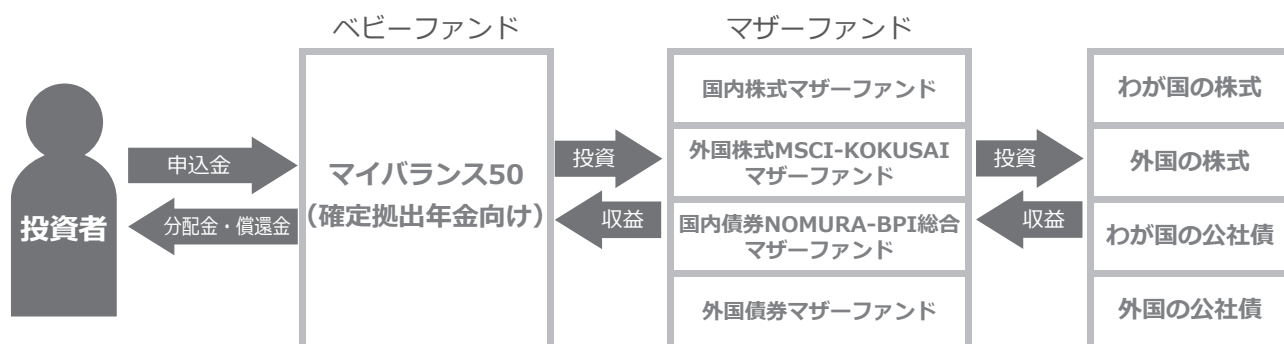 ベビーファンド
マザーファンド
投資者
申込金
分配金・償還金
マイバランス50
（確定拠出年金向け）
投資
収益
国内株式マザーファンド
外国株式MSCI-KOKUSAI
マザーファンド
国内債券NOMURA-BPI総合
マザーファンド
外国債券マザーファンド
投資
収益
わが国の株式
外国の株式
わが国の公社債
外国の公社債